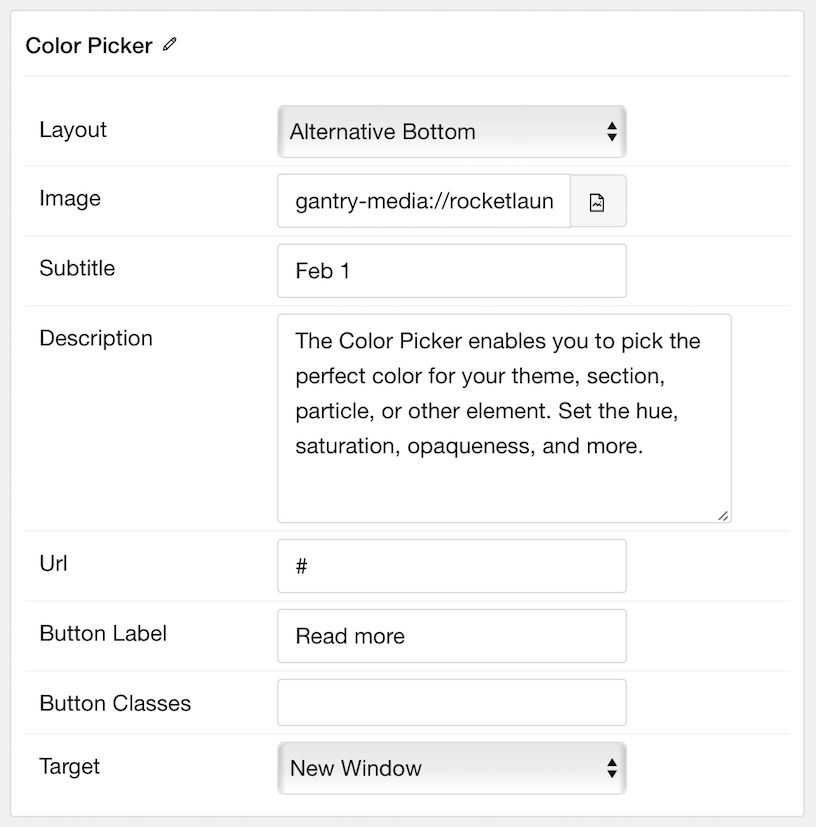 Color Picker
Layout
Alternative Bottom
Image
gantry-media://rocketlaun
Subtitle
Feb 1
Description
The Color Picker enables you to pick the
perfect color for your theme, section,
particle, or other element. Set the hue,
saturation, opaqueness, and more.
Url
#
Button Label
Read more
Button Classes
Target
New Window